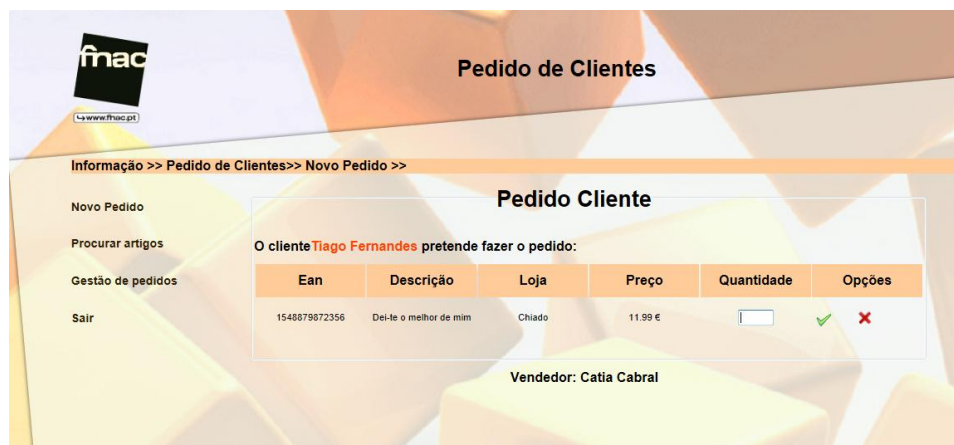 fnac
www.fnac.pt
Pedido de Clientes
Informação >> Pedido de Clientes>> Novo Pedido >>
Novo Pedido
Procurar artigos
Gestão de pedidos
Sair
Pedido Cliente
O cliente Tiago Fernandes pretende fazer o pedido:
Ean Descrição Loja Preço Quantidade Opções
1548879872356 Dei-te o melhor de mim Chiado 11.99 €
Vendedor: Catia Cabral